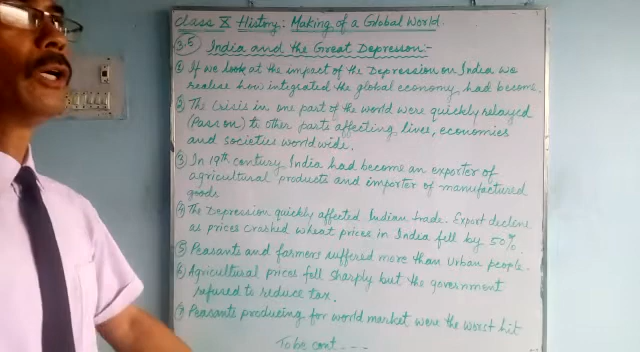 Class X History: Making of a Global World.
3.5 India and the Great Depresson:-
① If we look at the impact of the Depression on India we
realise how integrated the global economy had become.
② The Crisis in one part of the world were quickly relayed
(Pass on) to other parts affecting lives, economies
and societies worldwide.
③ In 19th century India had become an exporter of
agricultural products and importer of manufactured
goods.
④ The Depression quickly affected Indian trade. Export decline
as prices crashed wheat prices in India fell by 50%.
⑤ Peasants and farmers suffered more than Urban people.
⑥ Agricultural prices fell sharply but the government
refused to reduce tax.
⑦ Peasants producing for world market were the worst hit
To be cont----